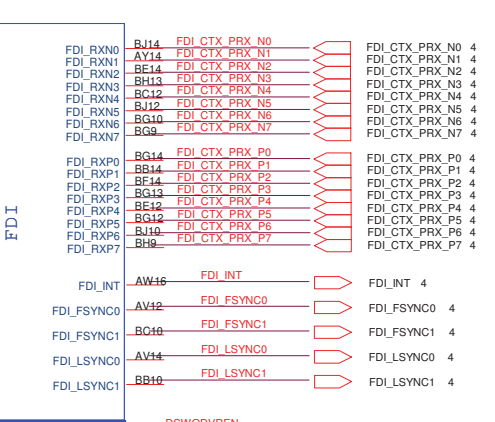 FDI_RXN0 BJ14 FDI_CTX_PRX_N0 FDI_CTX_PRX_N0 4
FDI_RXN1 AY14 FDI_CTX_PRX_N1 FDI_CTX_PRX_N1 4
FDI_RXN2 BE14 FDI_CTX_PRX_N2 FDI_CTX_PRX_N2 4
FDI_RXN3 BH13 FDI_CTX_PRX_N3 FDI_CTX_PRX_N3 4
FDI_RXN4 BC12 FDI_CTX_PRX_N4 FDI_CTX_PRX_N4 4
FDI_RXN5 BJ12 FDI_CTX_PRX_N5 FDI_CTX_PRX_N5 4
FDI_RXN6 BG10 FDI_CTX_PRX_N6 FDI_CTX_PRX_N6 4
FDI_RXN7 BG9 FDI_CTX_PRX_N7 FDI_CTX_PRX_N7 4
FDI_RXP0 BG14 FDI_CTX_PRX_P0 FDI_CTX_PRX_P0 4
FDI_RXP1 BB14 FDI_CTX_PRX_P1 FDI_CTX_PRX_P1 4
FDI_RXP2 BF14 FDI_CTX_PRX_P2 FDI_CTX_PRX_P2 4
FDI_RXP3 BG13 FDI_CTX_PRX_P3 FDI_CTX_PRX_P3 4
FDI_RXP4 BE12 FDI_CTX_PRX_P4 FDI_CTX_PRX_P4 4
FDI_RXP5 BG12 FDI_CTX_PRX_P5 FDI_CTX_PRX_P5 4
FDI_RXP6 BJ10 FDI_CTX_PRX_P6 FDI_CTX_PRX_P6 4
FDI_RXP7 BH9 FDI_CTX_PRX_P7 FDI_CTX_PRX_P7 4
FDI
FDI_INT AW16 FDI_INT FDI_INT 4
FDI_FSYNC0 AV12 FDI_FSYNC0 FDI_FSYNC0 4
FDI_FSYNC1 BC10 FDI_FSYNC1 FDI_FSYNC1 4
FDI_LSYNC0 AV14 FDI_LSYNC0 FDI_LSYNC0 4
FDI_LSYNC1 BB10 FDI_LSYNC1 FDI_LSYNC1 4